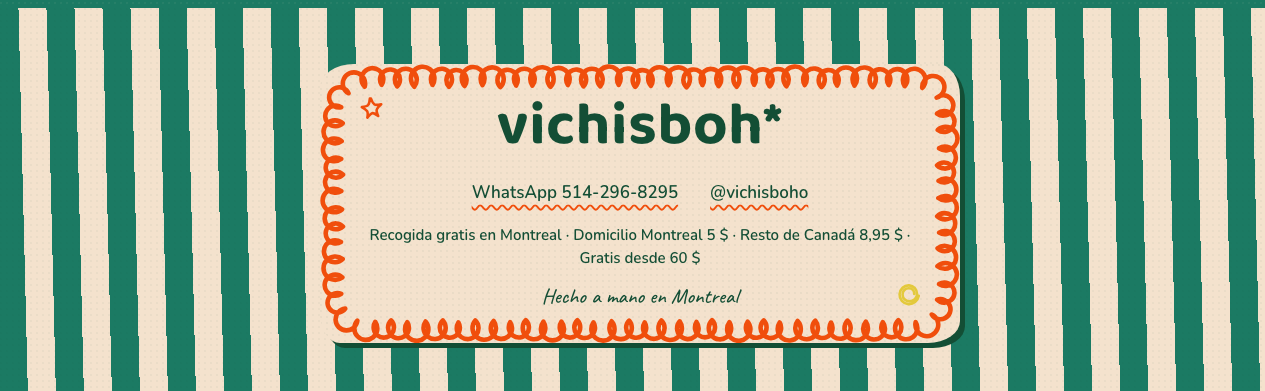 vichisboh*
WhatsApp 514-296-8295 @vichisboho
Recogida gratis en Montreal · Domicilio Montreal 5 $ · Resto de Canadá 8,95 $ ·
Gratis desde 60 $
Hecho a mano en Montreal